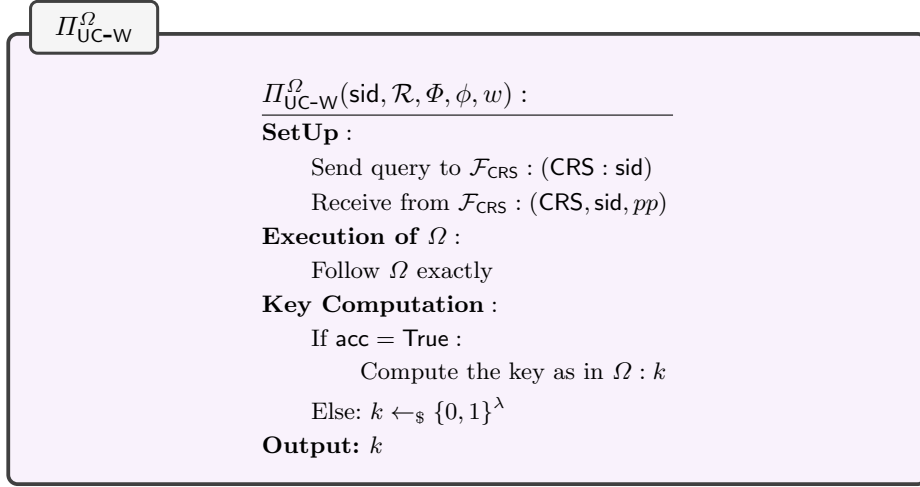 Π^Ω_UC-W
Π^Ω_UC-W(sid, R, Φ, ϕ, w) :
SetUp :
Send query to F_CRS : (CRS : sid)
Receive from F_CRS : (CRS, sid, pp)
Execution of Ω :
Follow Ω exactly
Key Computation :
If acc = True :
Compute the key as in Ω : k
Else: k ←$ {0, 1}^λ
Output: k